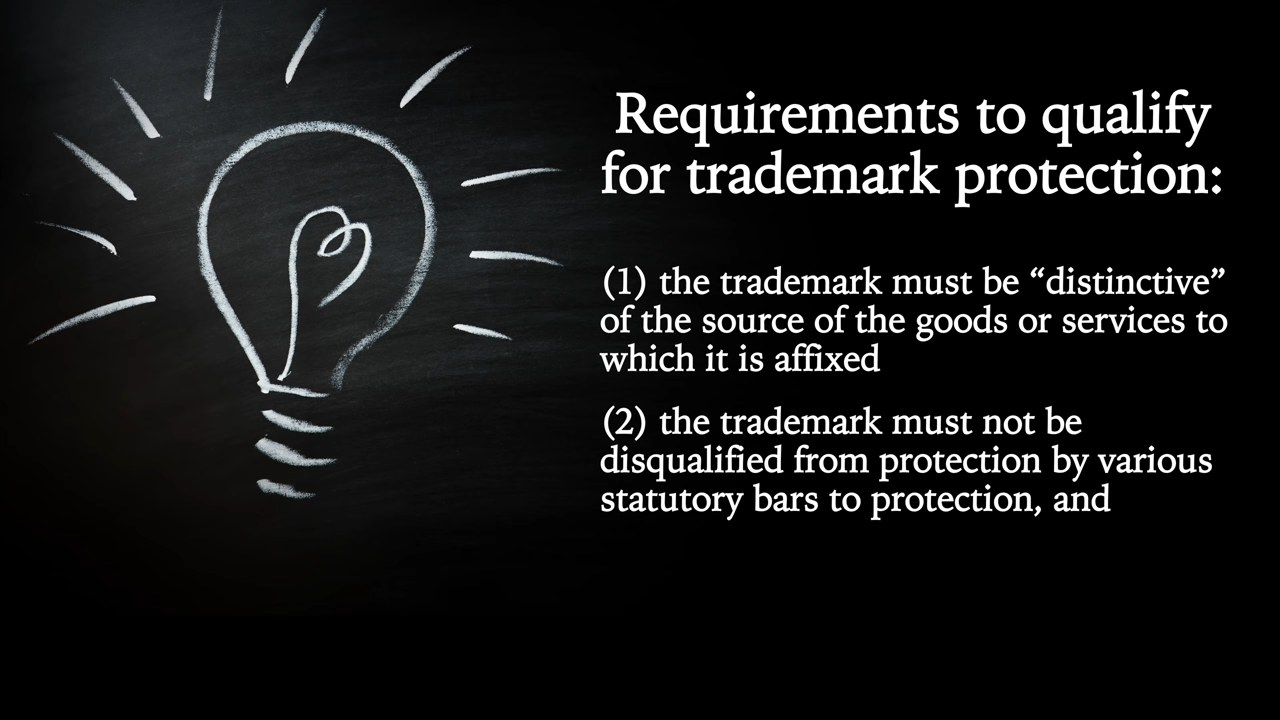 Requirements to qualify
for trademark protection:
(1) the trademark must be “distinctive”
of the source of the goods or services to
which it is affixed
(2) the trademark must not be
disqualified from protection by various
statutory bars to protection, and